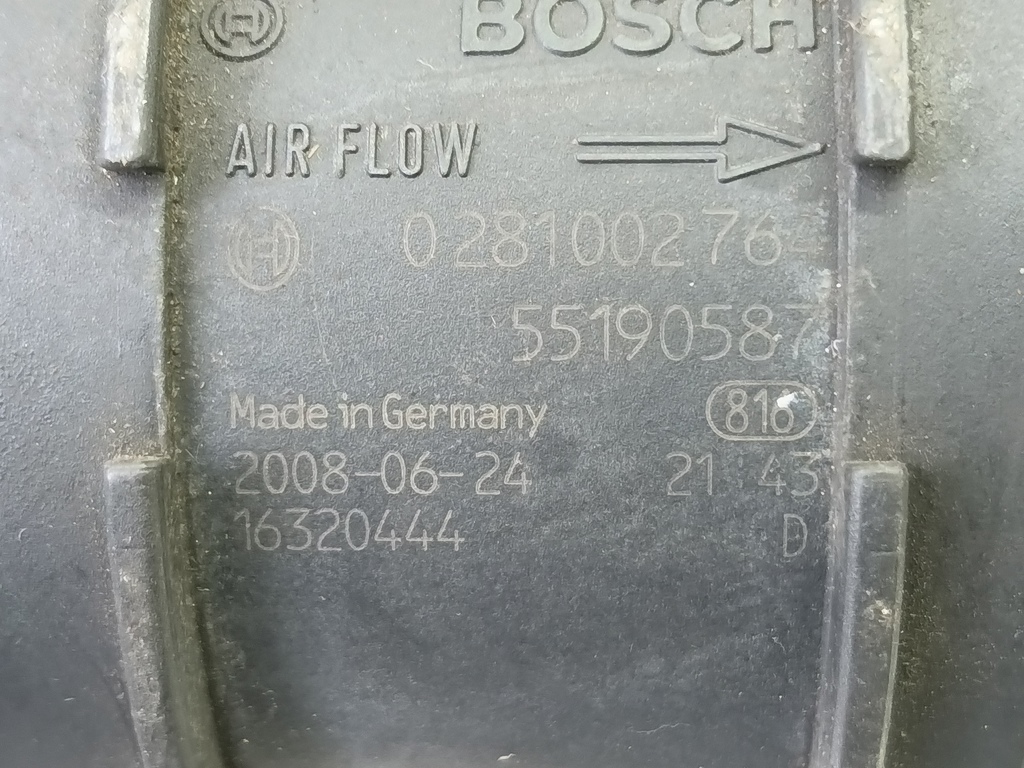 BOSCH
AIR FLOW
0 281 002 764
55190587
Made in Germany 816
2008-06-24 21:43
16320444 D